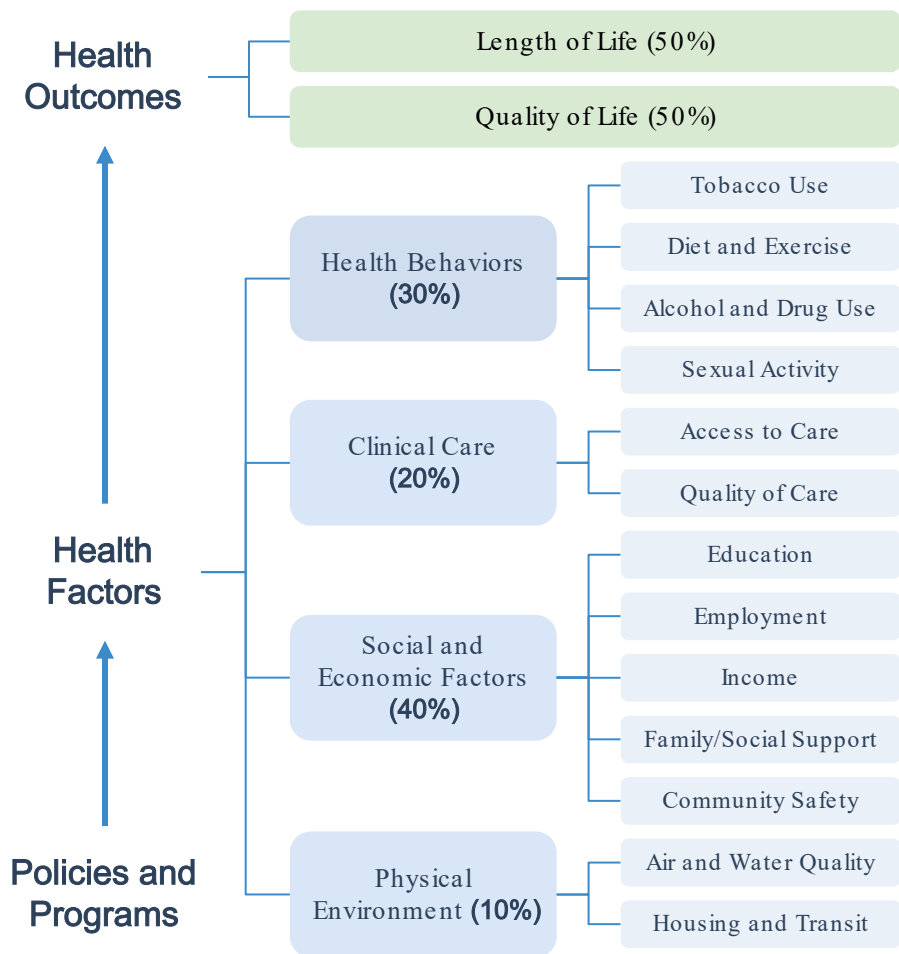 Health
Outcomes
Length of Life (50%)
Quality of Life (50%)
Health
Factors
Health Behaviors
(30%)
Tobacco Use
Diet and Exercise
Alcohol and Drug Use
Sexual Activity
Clinical Care
(20%)
Access to Care
Quality of Care
Social and
Economic Factors
(40%)
Education
Employment
Income
Family/Social Support
Community Safety
Physical
Environment (10%)
Air and Water Quality
Housing and Transit
Policies and
Programs